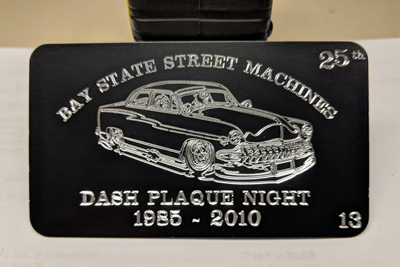 25th
BAY STATE STREET MACHINES
DASH PLAQUE NIGHT
1985 - 2010
13